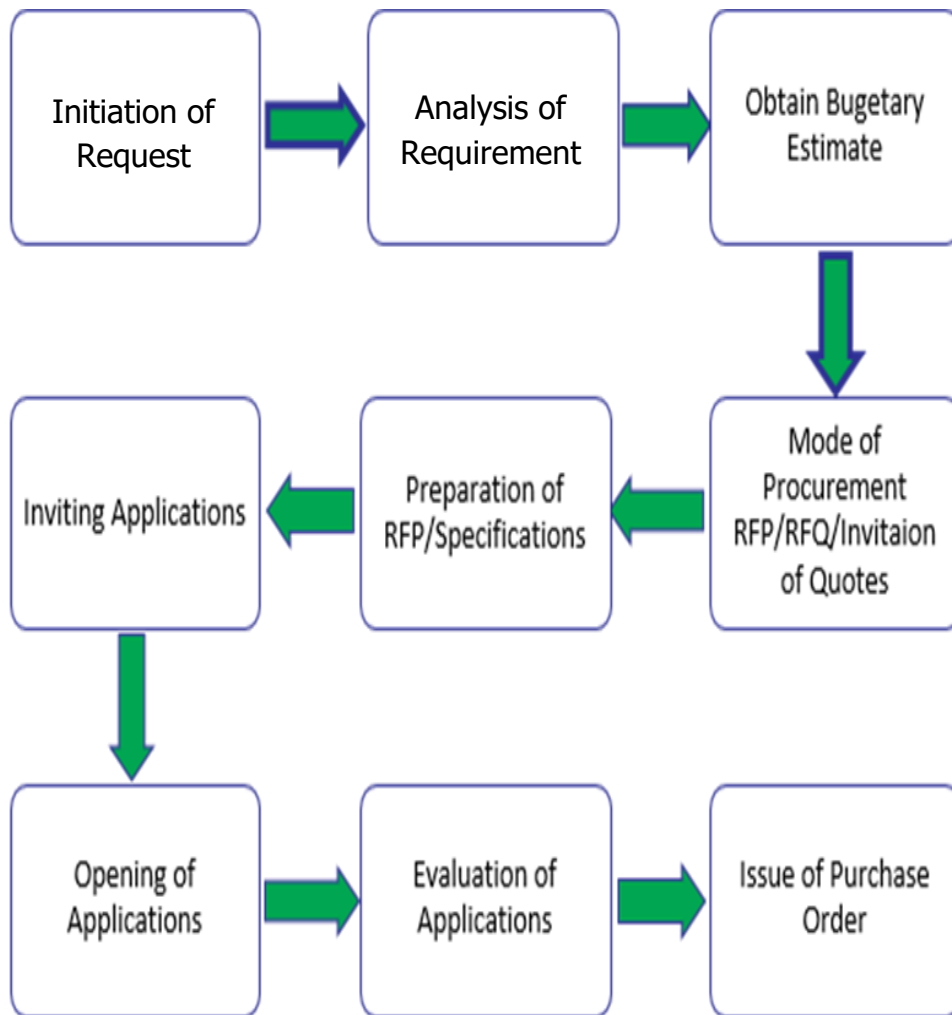 Initiation of
Request
Analysis of
Requirement
Obtain Bugetary
Estimate
Mode of
Procurement
RFP/RFQ/Invitaion
of Quotes
Preparation of
RFP/Specifications
Inviting Applications
Opening of
Applications
Evaluation of
Applications
Issue of Purchase
Order